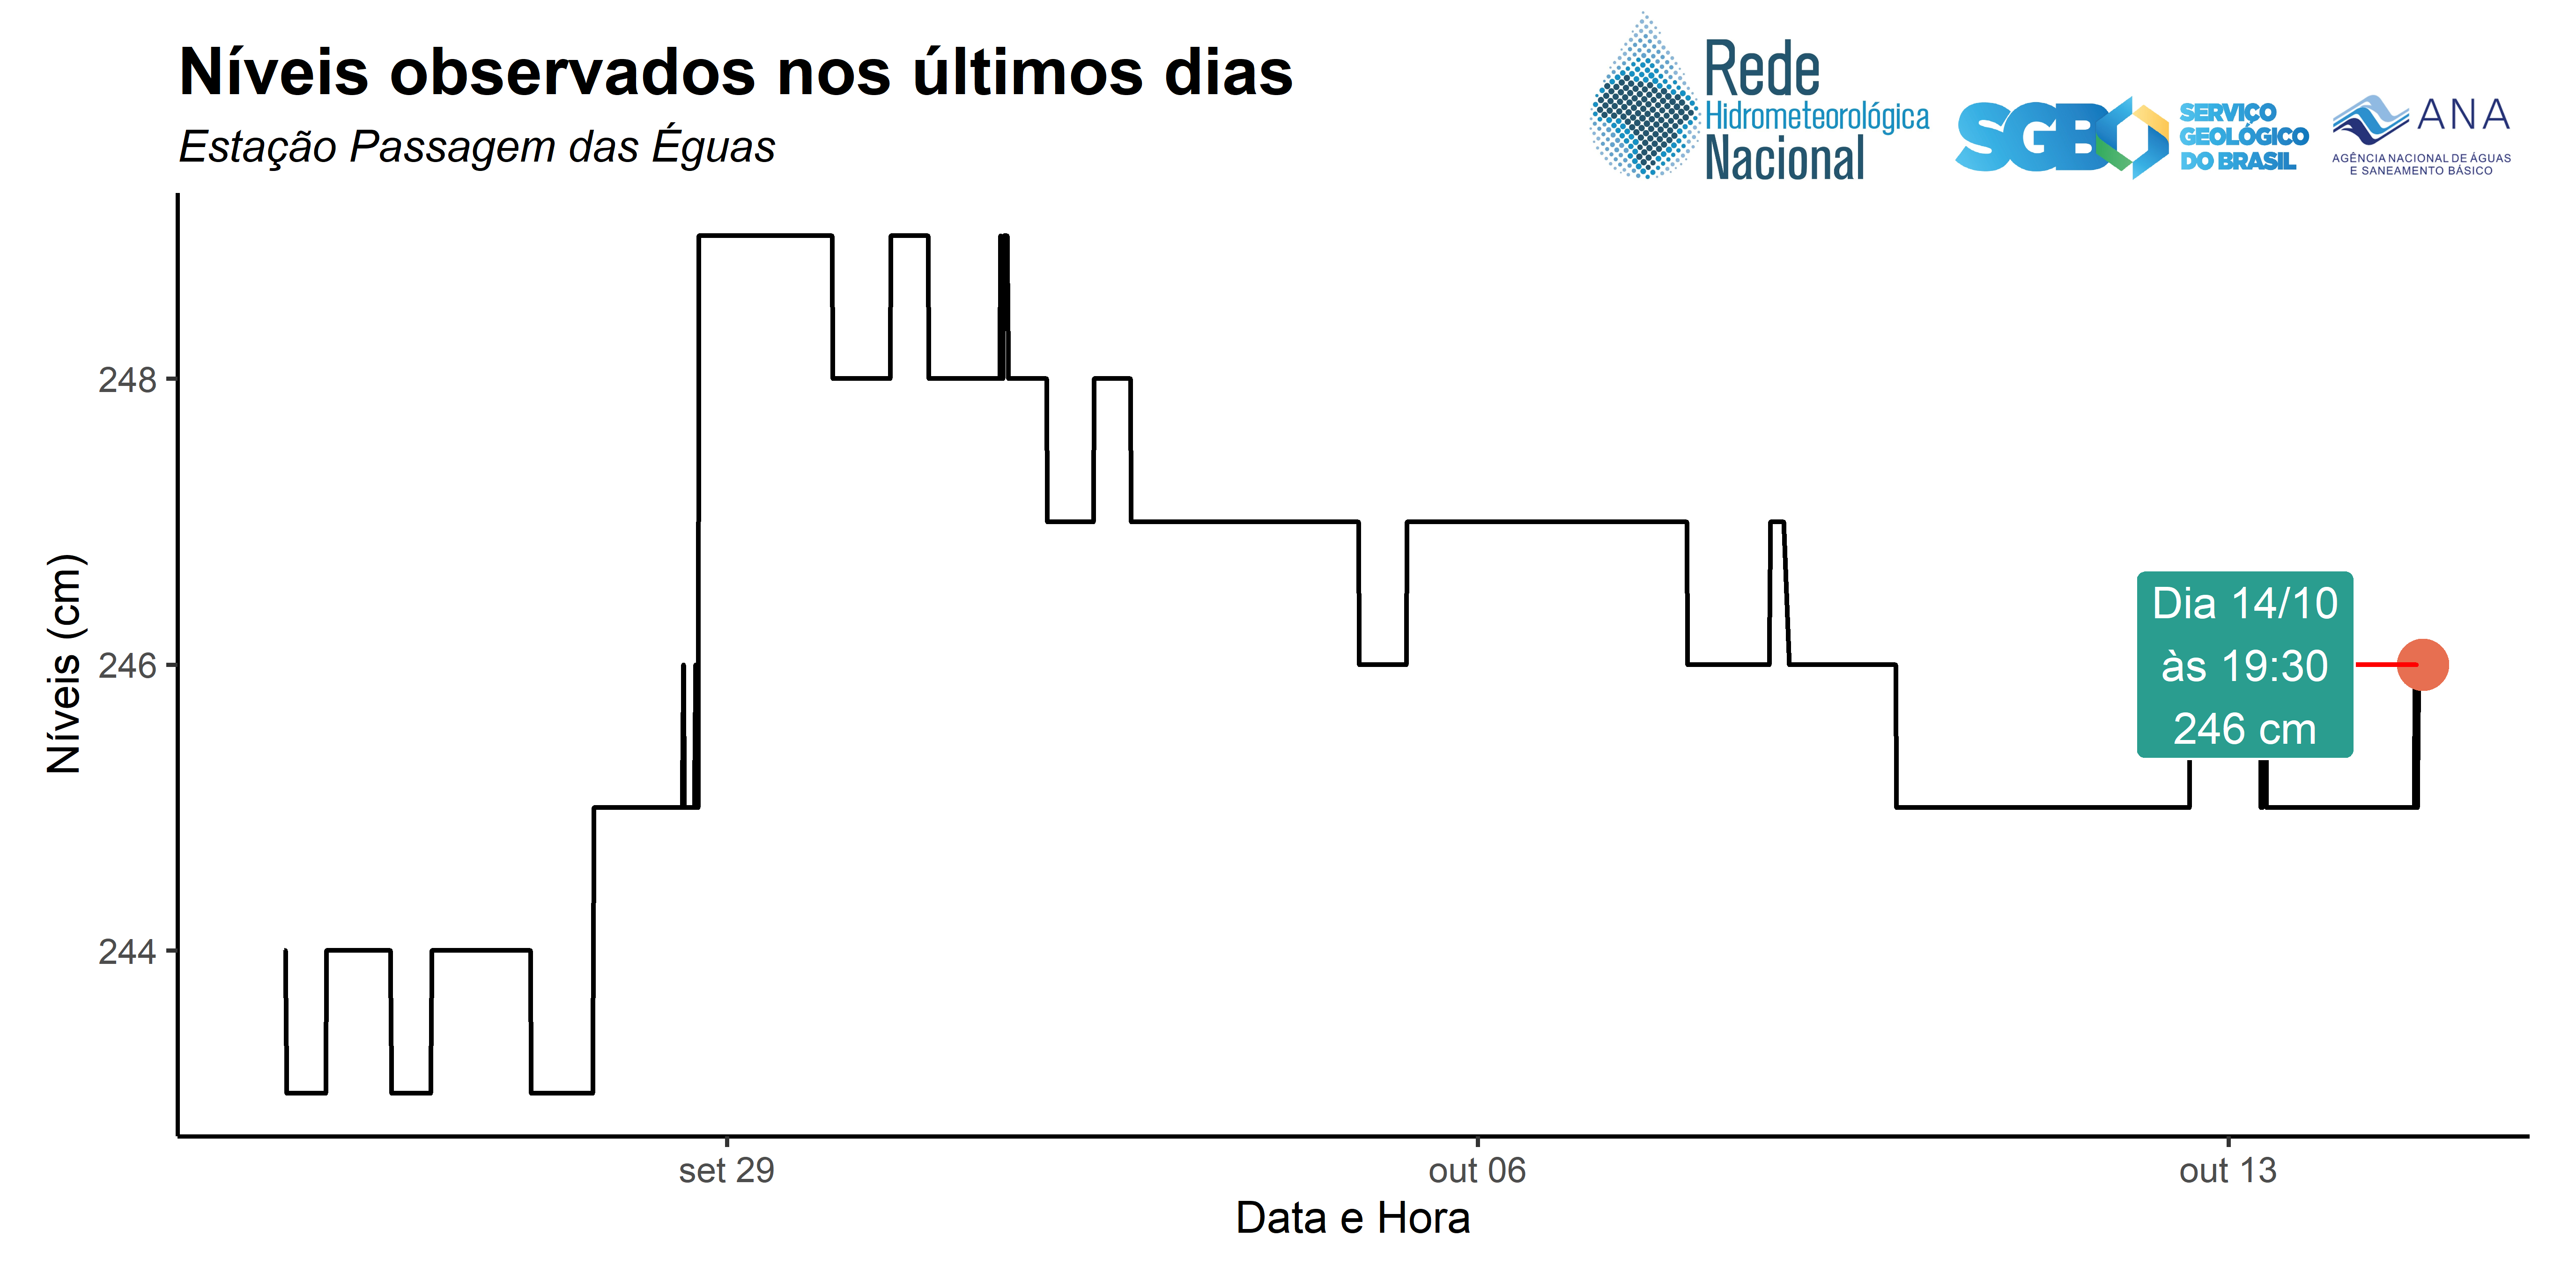 Níveis observados nos últimos dias
Estação Passagem das Éguas
Rede
Hidrometeorológica
Nacional
SGB
SERVIÇO
GEOLÓGICO
DO BRASIL
ANA
AGÊNCIA NACIONAL DE ÁGUAS
E SANEAMENTO BÁSICO
Níveis (cm)
248
246
244
Dia 14/10
às 19:30
246 cm
set 29
out 06
out 13
Data e Hora